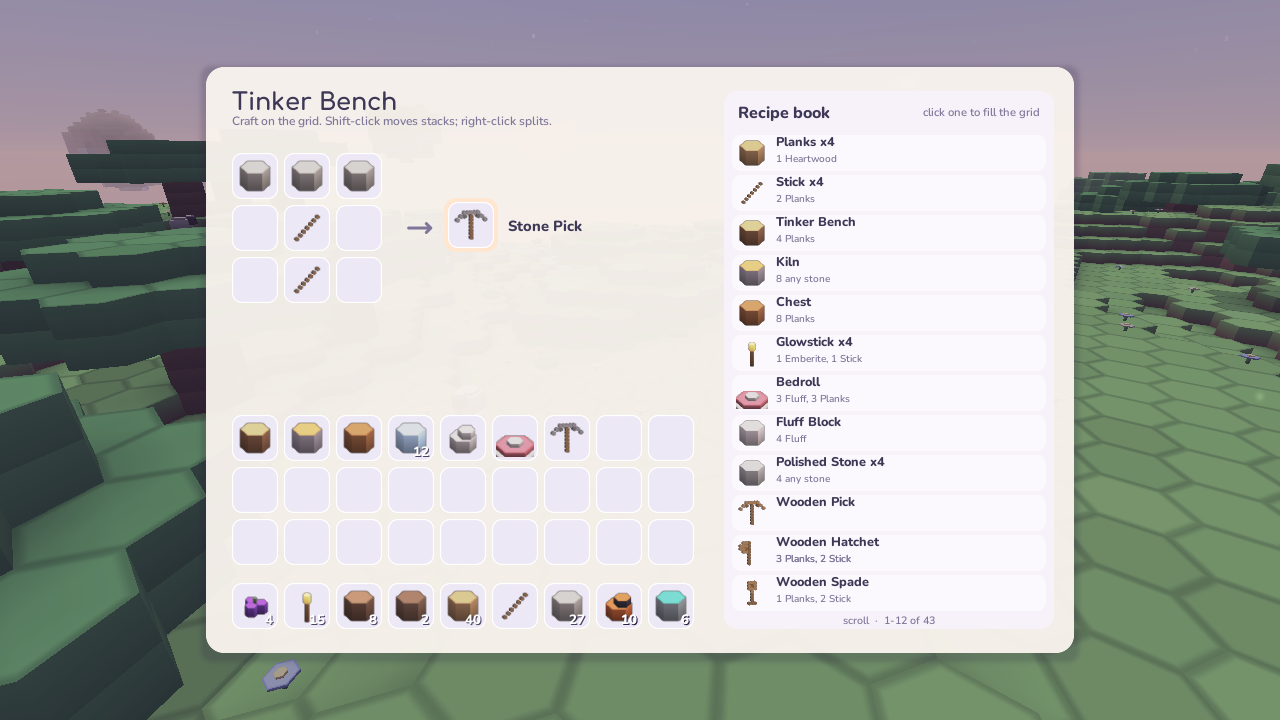 Tinker Bench
Craft on the grid. Shift-click moves stacks; right-click splits.
Stone Pick
12
4
15
8
2
40
27
10
6
Recipe book
click one to fill the grid
Planks x4
1 Heartwood
Stick x4
2 Planks
Tinker Bench
4 Planks
Kiln
8 any stone
Chest
8 Planks
Glowstick x4
1 Emberite, 1 Stick
Bedroll
3 Fluff, 3 Planks
Fluff Block
4 Fluff
Polished Stone x4
4 any stone
Wooden Pick
Wooden Hatchet
3 Planks, 2 Stick
Wooden Spade
1 Planks, 2 Stick
scroll · 1-12 of 43